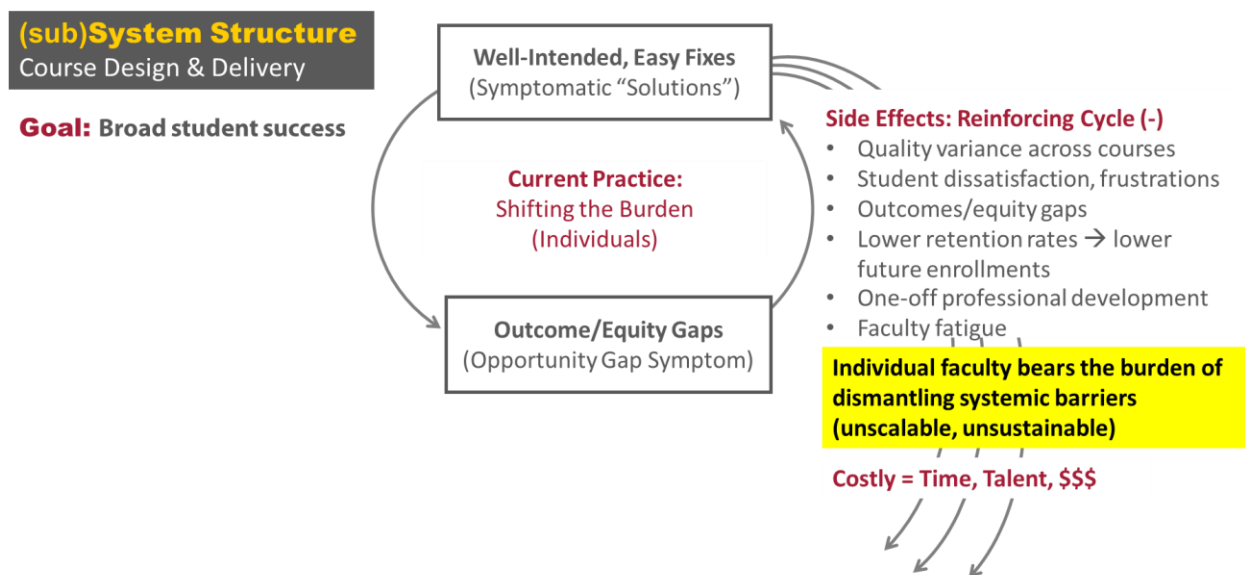 (sub)System Structure
Course Design & Delivery
Goal: Broad student success
Well-Intended, Easy Fixes
(Symptomatic “Solutions”)
Current Practice:
Shifting the Burden
(Individuals)
Outcome/Equity Gaps
(Opportunity Gap Symptom)
Side Effects: Reinforcing Cycle (-)
• Quality variance across courses
• Student dissatisfaction, frustrations
• Outcomes/equity gaps
• Lower retention rates → lower
future enrollments
• One-off professional development
• Faculty fatigue
Individual faculty bears the burden of
dismantling systemic barriers
(unscalable, unsustainable)
Costly = Time, Talent, $$$